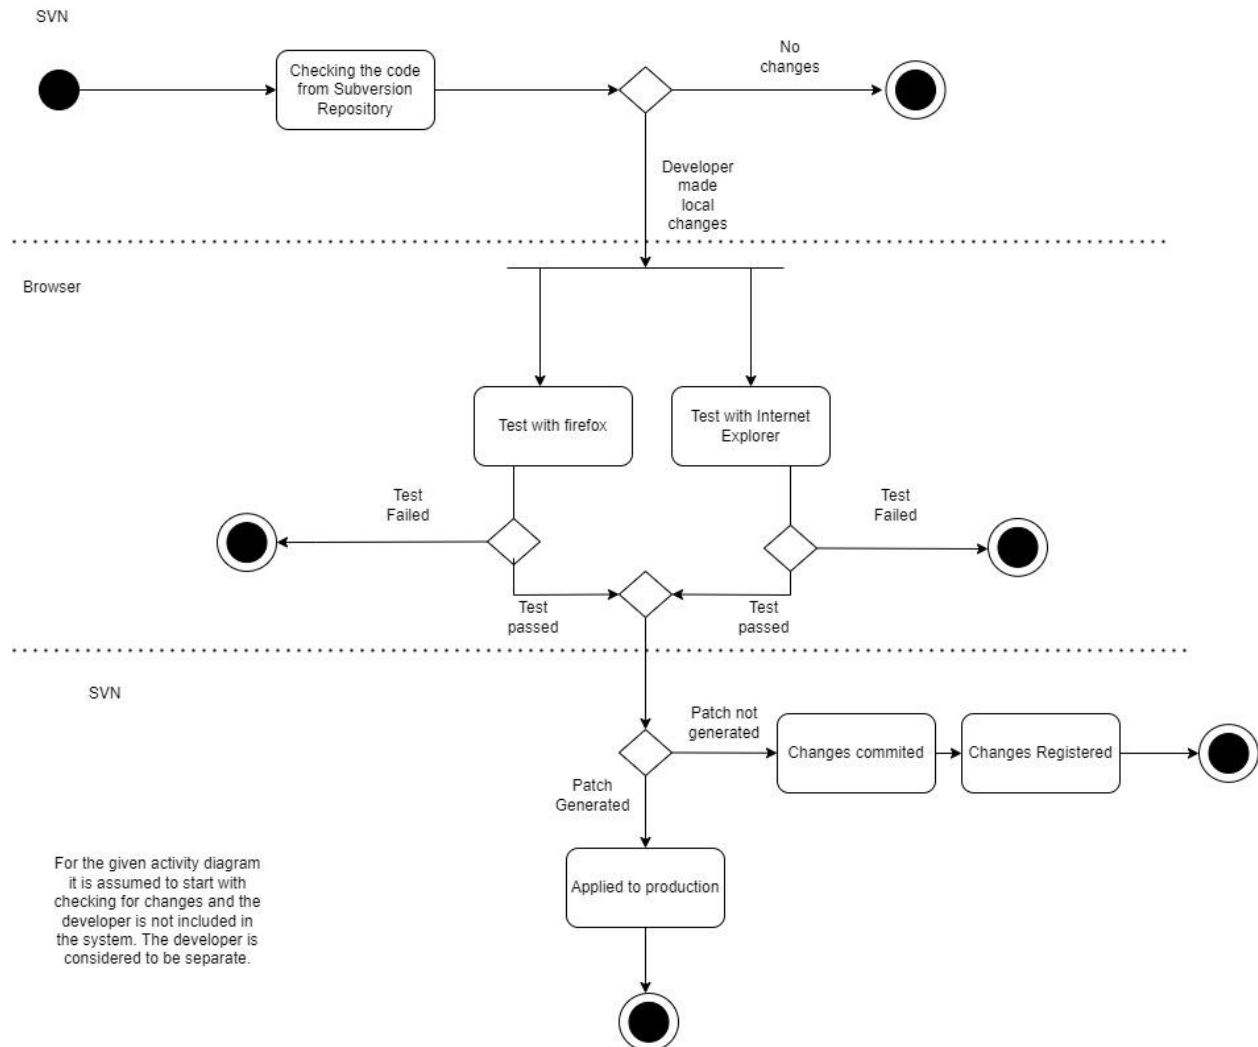 SVN
Checking the code
from Subversion
Repository
No
changes
Developer
made
local
changes
Browser
Test with firefox
Test with Internet
Explorer
Test
Failed
Test
Failed
Test
passed
Test
passed
SVN
Patch not
generated
Changes commited
Changes Registered
Patch
Generated
Applied to production
For the given activity diagram
it is assumed to start with
checking for changes and the
developer is not included in
the system. The developer is
considered to be separate.